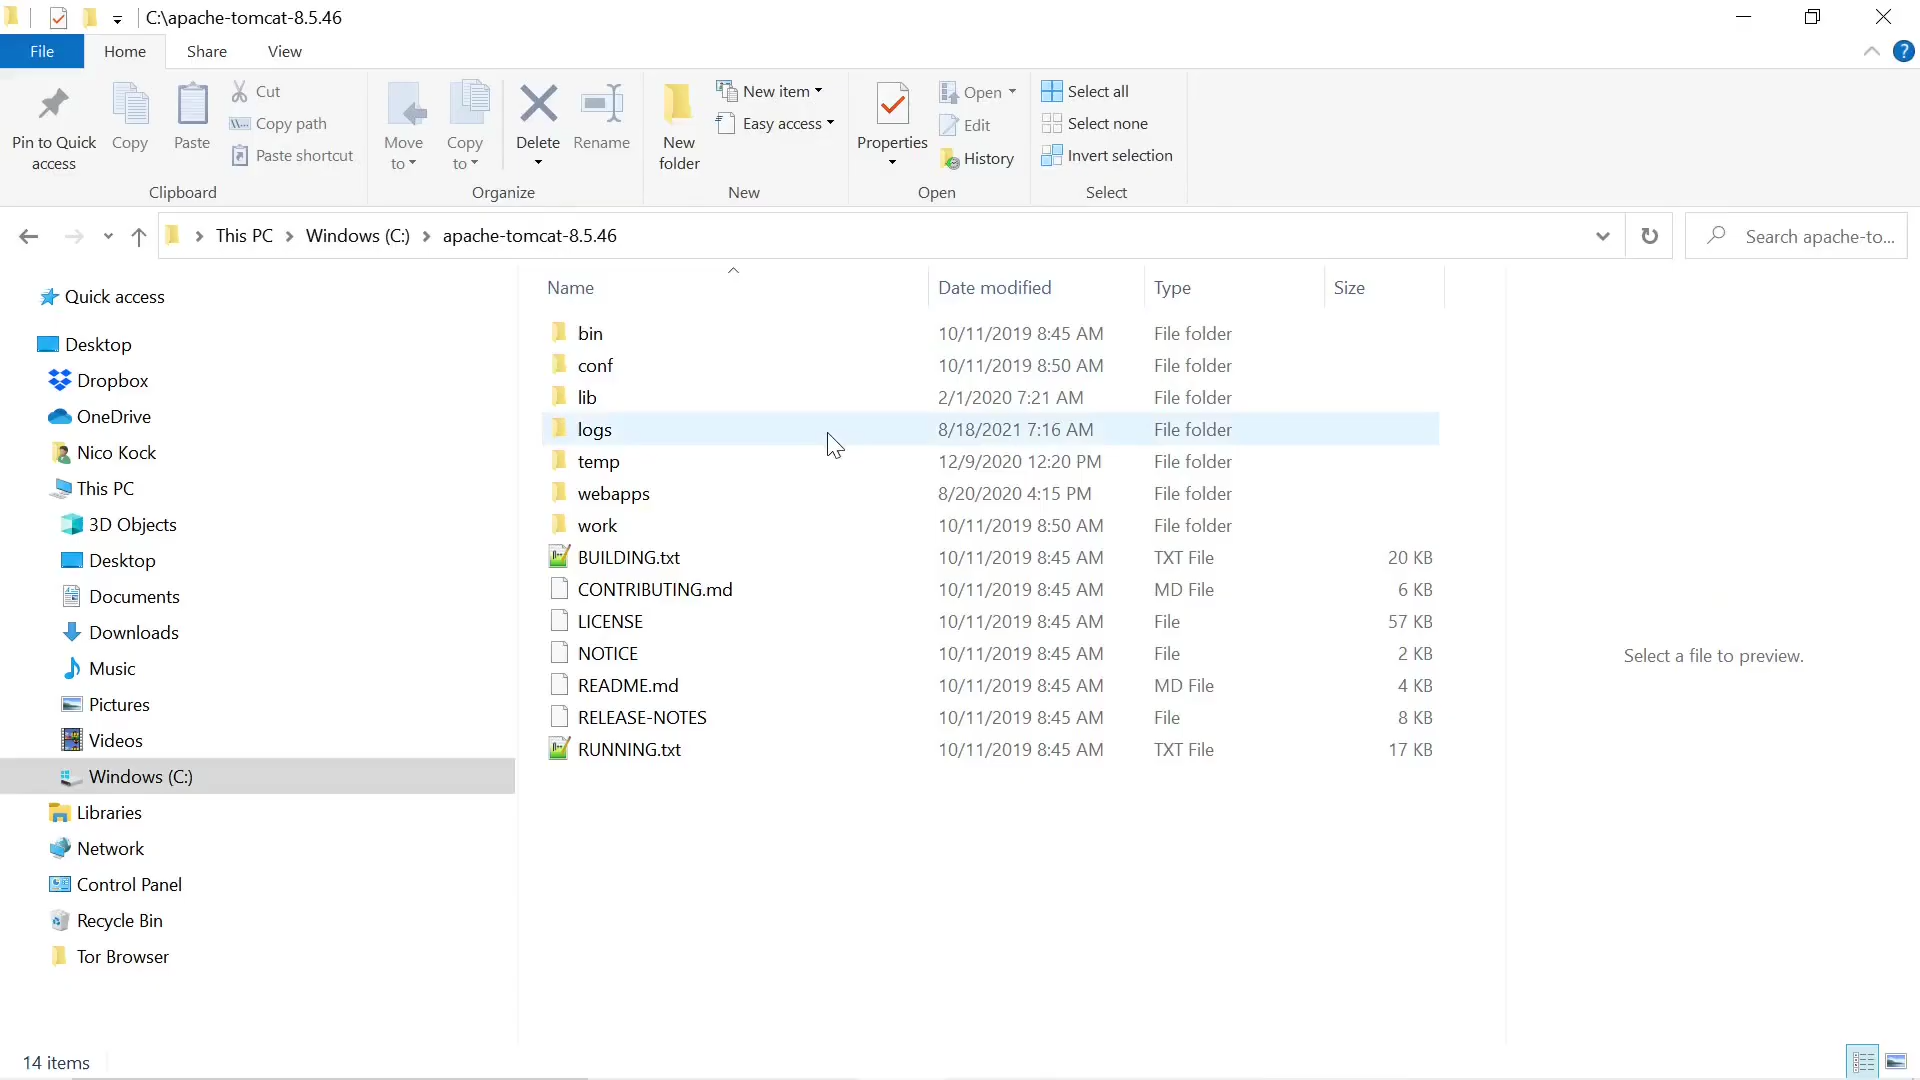 C:\apache-tomcat-8.5.46
File Home Share View
Pin to Quick access
Copy
Paste
Cut
Copy path
Paste shortcut
Clipboard
Move to
Copy to
Delete
Rename
Organize
New folder
New item
Easy access
New
Properties
Open
Edit
History
Open
Select all
Select none
Invert selection
Select
This PC Windows (C:) apache-tomcat-8.5.46
Search apache-to...
Quick access
Desktop
Dropbox
OneDrive
Nico Kock
This PC
3D Objects
Desktop
Documents
Downloads
Music
Pictures
Videos
Windows (C:)
Libraries
Network
Control Panel
Recycle Bin
Tor Browser
Name Date modified Type Size
bin 10/11/2019 8:45 AM File folder
conf 10/11/2019 8:50 AM File folder
lib 2/1/2020 7:21 AM File folder
logs 8/18/2021 7:16 AM File folder
temp 12/9/2020 12:20 PM File folder
webapps 8/20/2020 4:15 PM File folder
work 10/11/2019 8:50 AM File folder
BUILDING.txt 10/11/2019 8:45 AM TXT File 20 KB
CONTRIBUTING.md 10/11/2019 8:45 AM MD File 6 KB
LICENSE 10/11/2019 8:45 AM File 57 KB
NOTICE 10/11/2019 8:45 AM File 2 KB
README.md 10/11/2019 8:45 AM MD File 4 KB
RELEASE-NOTES 10/11/2019 8:45 AM File 8 KB
RUNNING.txt 10/11/2019 8:45 AM TXT File 17 KB
Select a file to preview.
14 items